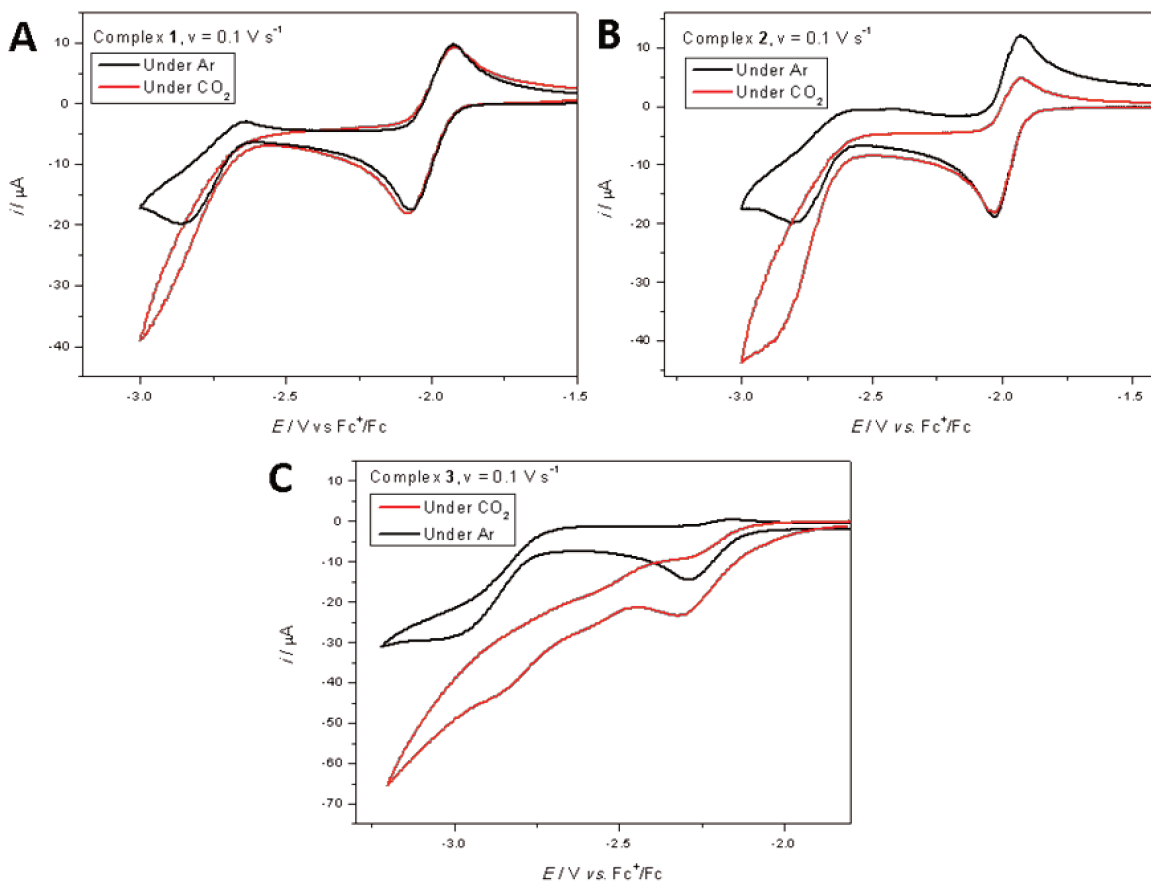 A
Complex 1, v = 0.1 V s⁻¹
Under Ar
Under CO₂
10
0
-10
-20
-30
-40
i / μA
-3.0
-2.5
-2.0
-1.5
E / V vs Fc⁺/Fc
B
Complex 2, v = 0.1 V s⁻¹
Under Ar
Under CO₂
10
0
-10
-20
-30
-40
i / μA
-3.0
-2.5
-2.0
-1.5
E / V vs. Fc⁺/Fc
C
Complex 3, v = 0.1 V s⁻¹
Under CO₂
Under Ar
10
0
-10
-20
-30
-40
-50
-60
-70
i / μA
-3.0
-2.5
-2.0
E / V vs. Fc⁺/Fc